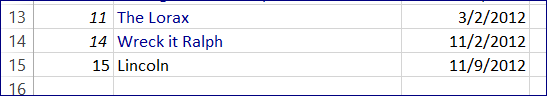 13 11 The Lorax 3/2/2012
14 14 Wreck it Ralph 11/2/2012
15 15 Lincoln 11/9/2012
16